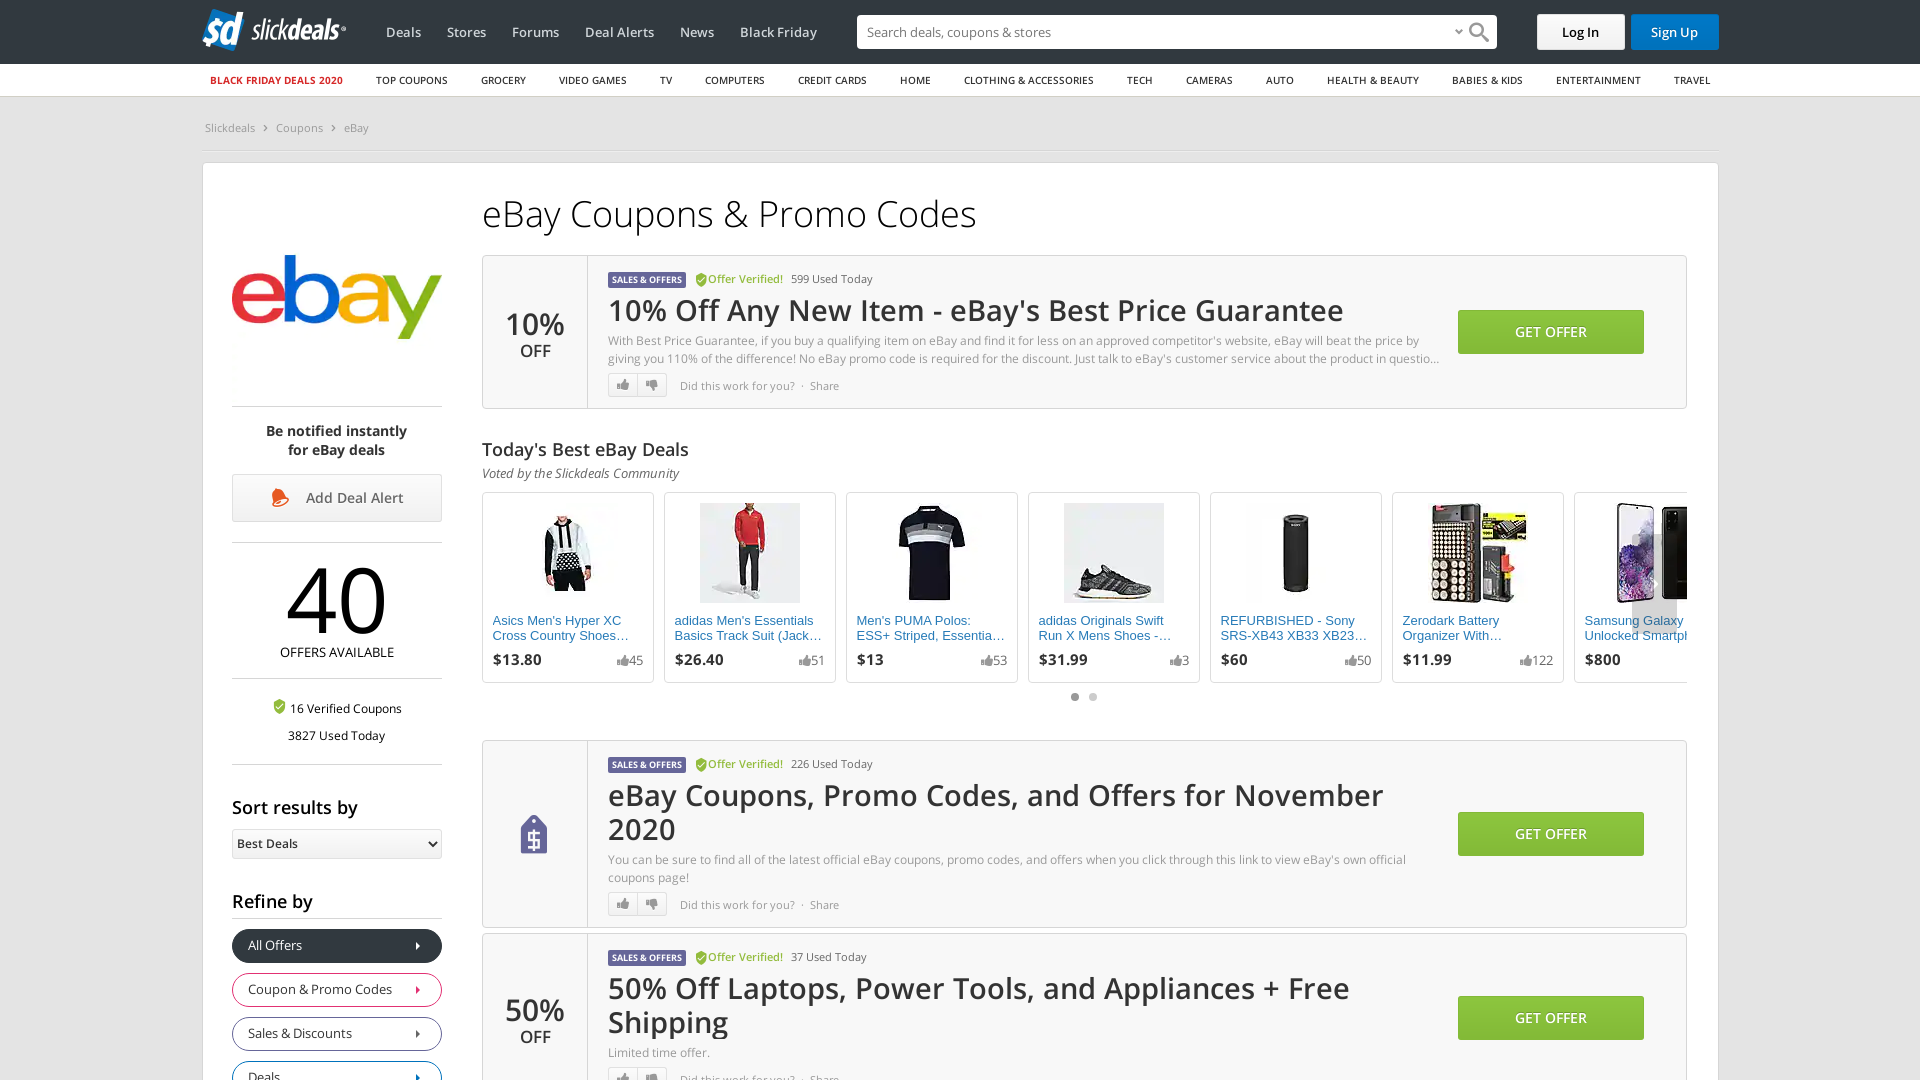 sd slickdeals
Deals
Stores
Forums
Deal Alerts
News
Black Friday
Search deals, coupons & stores
Log In
Sign Up
BLACK FRIDAY DEALS 2020
TOP COUPONS
GROCERY
VIDEO GAMES
TV
COMPUTERS
CREDIT CARDS
HOME
CLOTHING & ACCESSORIES
TECH
CAMERAS
AUTO
HEALTH & BEAUTY
BABIES & KIDS
ENTERTAINMENT
TRAVEL
Slickdeals > Coupons > eBay
ebay
Be notified instantly
for eBay deals
Add Deal Alert
40
OFFERS AVAILABLE
16 Verified Coupons
3827 Used Today
Sort results by
Best Deals
Refine by
All Offers
Coupon & Promo Codes
Sales & Discounts
Deals
eBay Coupons & Promo Codes
10%
OFF
SALES & OFFERS Offer Verified! 599 Used Today
10% Off Any New Item - eBay's Best Price Guarantee
With Best Price Guarantee, if you buy a qualifying item on eBay and find it for less on an approved competitor's website, eBay will beat the price by
giving you 110% of the difference! No eBay promo code is required for the discount. Just talk to eBay's customer service about the product in questio...
Did this work for you? · Share
GET OFFER
Today's Best eBay Deals
Voted by the Slickdeals Community
Asics Men's Hyper XC
Cross Country Shoes...
$13.80 45
adidas Men's Essentials
Basics Track Suit (Jack...
$26.40 51
Men's PUMA Polos:
ESS+ Striped, Essentia...
$13 53
adidas Originals Swift
Run X Mens Shoes -...
$31.99 3
REFURBISHED - Sony
SRS-XB43 XB33 XB23...
$60 50
Zerodark Battery
Organizer With...
$11.99 122
Samsung Galaxy
Unlocked Smartph
$800
SALES & OFFERS Offer Verified! 226 Used Today
eBay Coupons, Promo Codes, and Offers for November
2020
You can be sure to find all of the latest official eBay coupons, promo codes, and offers when you click through this link to view eBay's own official
coupons page!
Did this work for you? · Share
GET OFFER
50%
OFF
SALES & OFFERS Offer Verified! 37 Used Today
50% Off Laptops, Power Tools, and Appliances + Free
Shipping
Limited time offer.
Did this work for you? · Share
GET OFFER